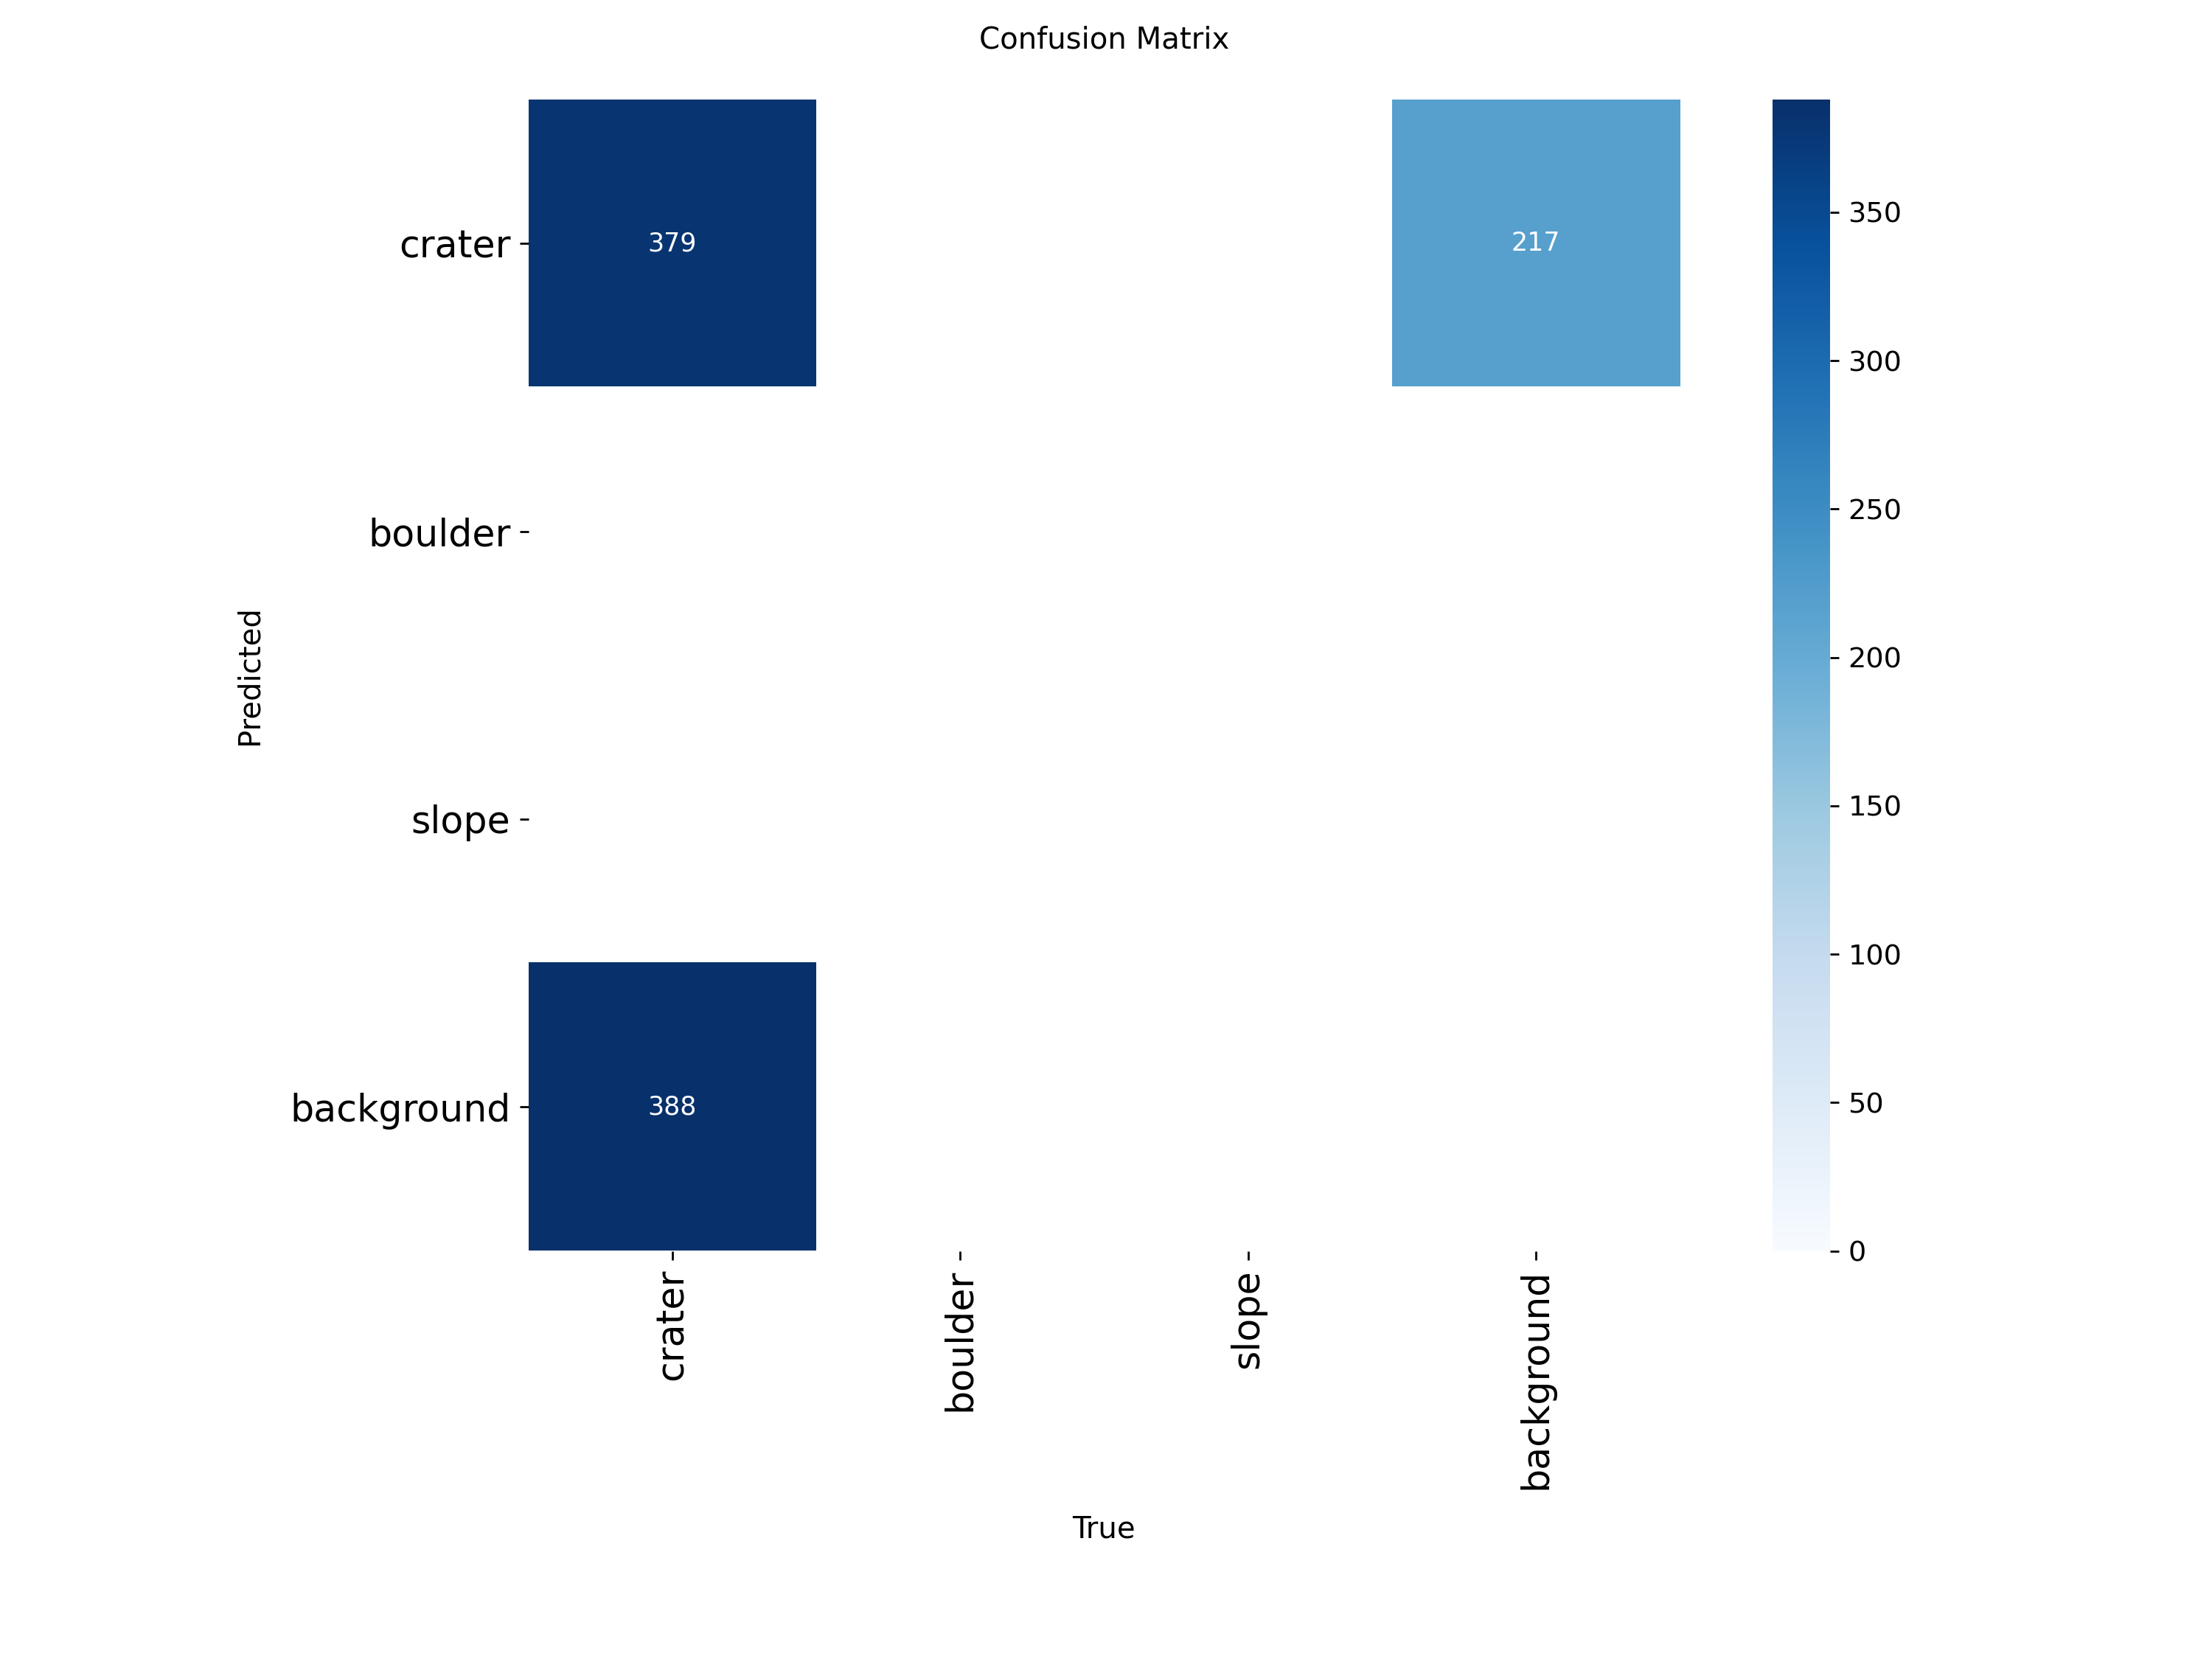 Confusion Matrix
crater
379
217
boulder
slope
background
388
Predicted
crater
boulder
slope
background
True
350
300
250
200
150
100
50
0